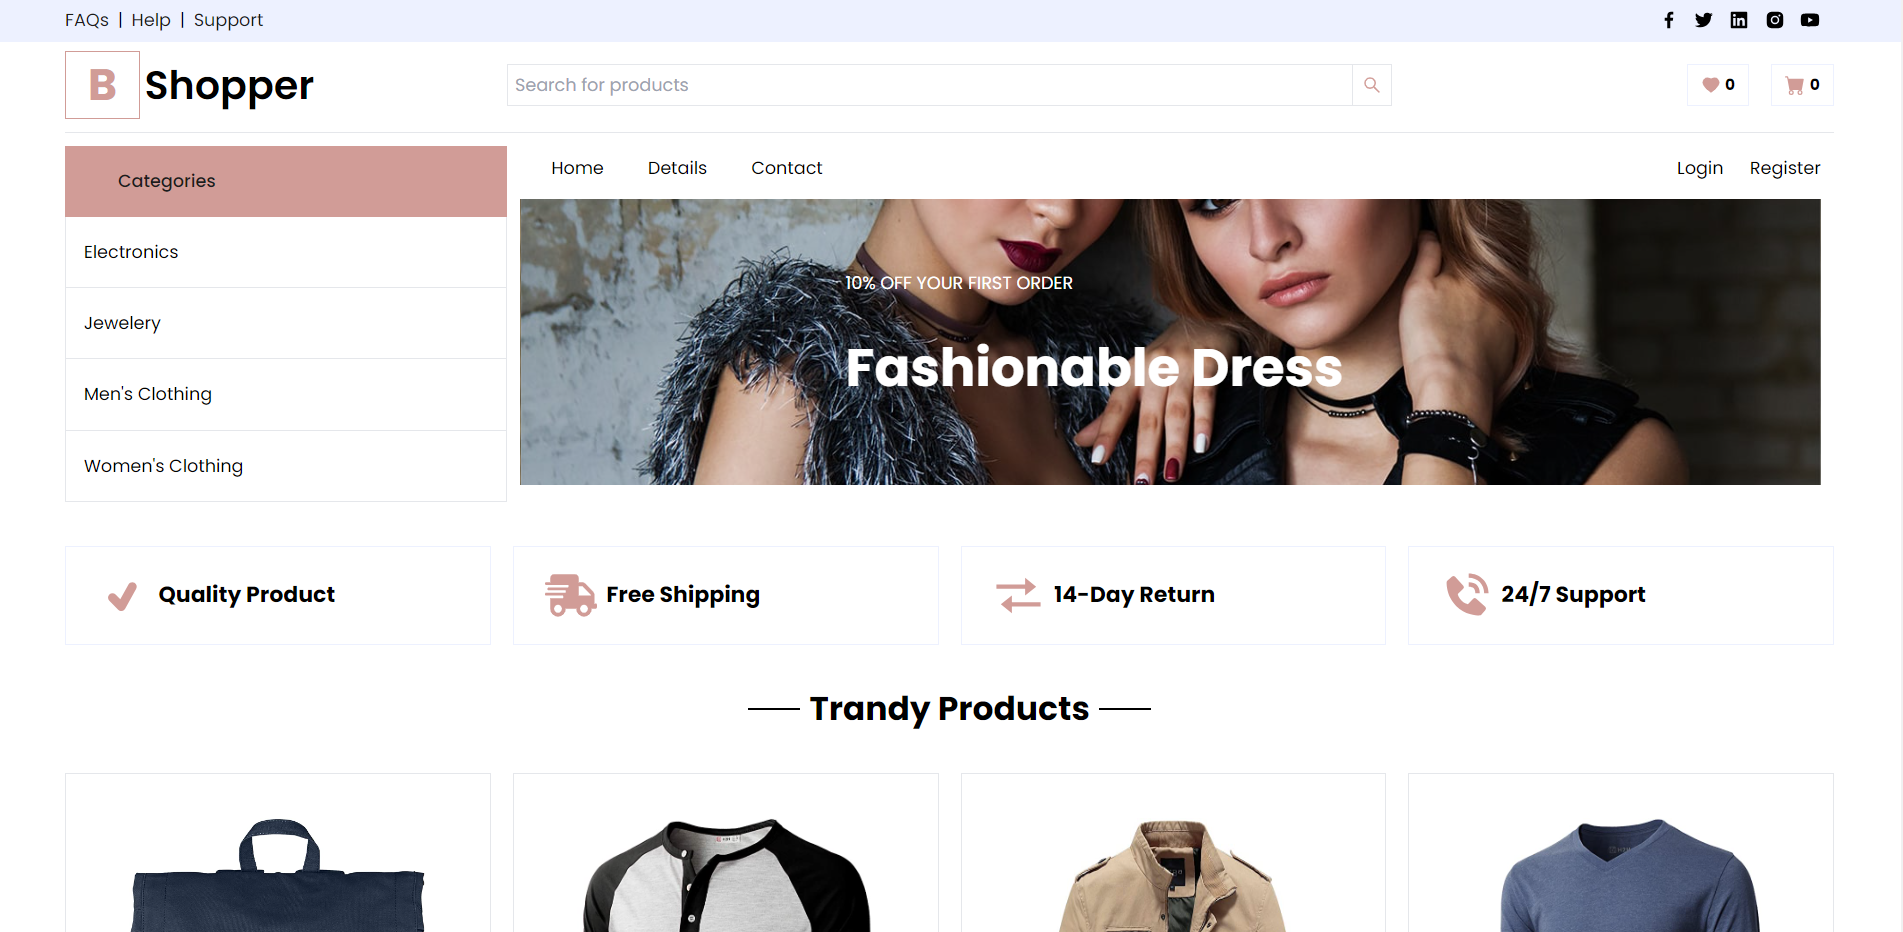 FAQs | Help | Support
B Shopper
Search for products
0
0
Categories
Home Details Contact
Login Register
Electronics
Jewelery
Men's Clothing
Women's Clothing
10% OFF YOUR FIRST ORDER
Fashionable Dress
Quality Product
Free Shipping
14-Day Return
24/7 Support
Trandy Products